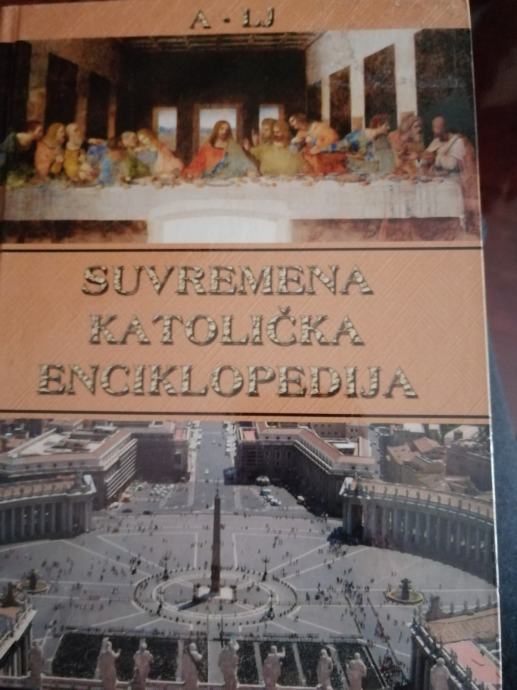 A - LJ
SUVREMENA
KATOLIČKA
ENCIKLOPEDIJA